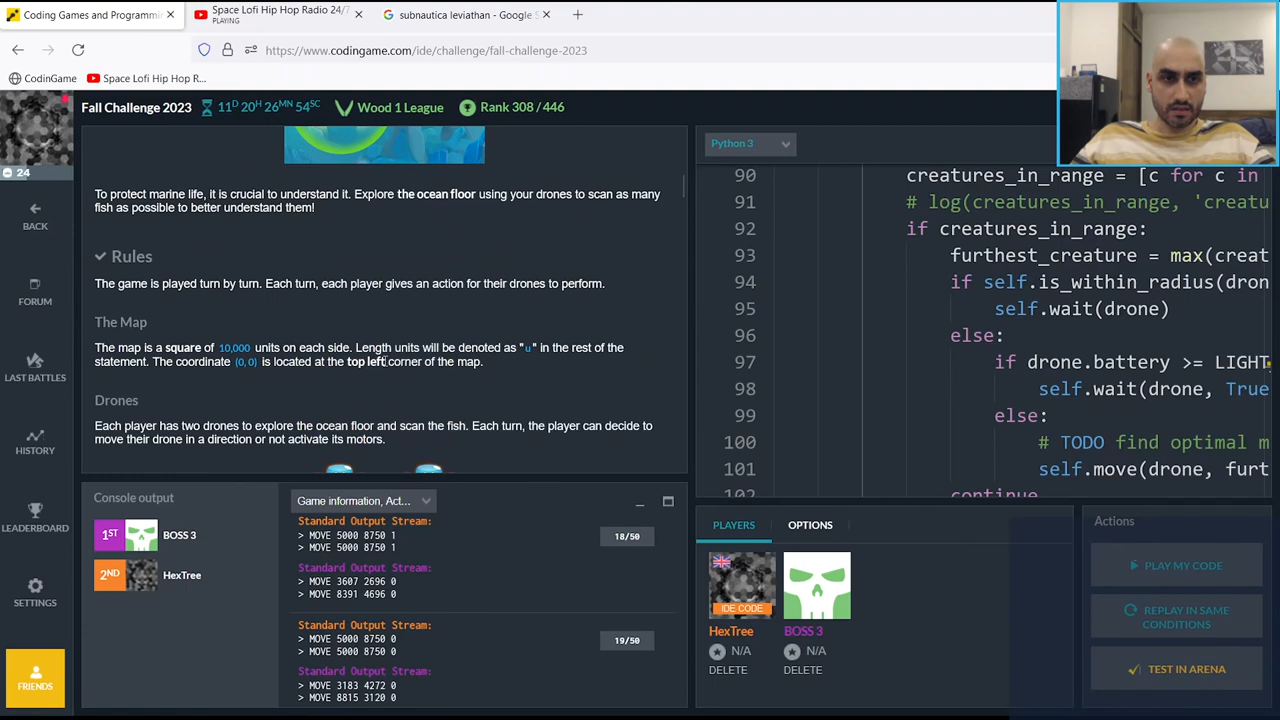 Coding Games and Programmi
Space Lofi Hip Hop Radio 24/7
PLAYING
subnautica leviathan - Google S
https://www.codingame.com/ide/challenge/fall-challenge-2023
CodinGame
Space Lofi Hip Hop R...
Fall Challenge 2023
11D 20H 26MN 54SC
Wood 1 League
Rank 308 / 446
24
BACK
FORUM
LAST BATTLES
HISTORY
LEADERBOARD
SETTINGS
FRIENDS
To protect marine life, it is crucial to understand it. Explore the ocean floor using your drones to scan as many
fish as possible to better understand them!
Rules
The game is played turn by turn. Each turn, each player gives an action for their drones to perform.
The Map
The map is a square of 10,000 units on each side. Length units will be denoted as "u" in the rest of the
statement. The coordinate (0, 0) is located at the top left corner of the map.
Drones
Each player has two drones to explore the ocean floor and scan the fish. Each turn, the player can decide to
move their drone in a direction or not activate its motors.
Console output
Game information, Act...
1ST
BOSS 3
2ND
HexTree
Standard Output Stream:
> MOVE 5000 8750 1
> MOVE 5000 8750 1
18/50
Standard Output Stream:
> MOVE 3607 2696 0
> MOVE 8391 4696 0
Standard Output Stream:
> MOVE 5000 8750 0
> MOVE 5000 8750 0
19/50
Standard Output Stream:
> MOVE 3183 4272 0
> MOVE 8815 3120 0
Python 3
90 creatures_in_range = [c for c in
91 # log(creatures_in_range, 'creatu
92 if creatures_in_range:
93 furthest_creature = max(creat
94 if self.is_within_radius(dron
95 self.wait(drone)
96 else:
97 if drone.battery >= LIGHT
98 self.wait(drone, True
99 else:
100 # TODO find optimal m
101 self.move(drone, furt
102 continue
PLAYERS
OPTIONS
IDE CODE
HexTree
N/A
DELETE
BOSS 3
N/A
DELETE
Actions
PLAY MY CODE
REPLAY IN SAME
CONDITIONS
TEST IN ARENA